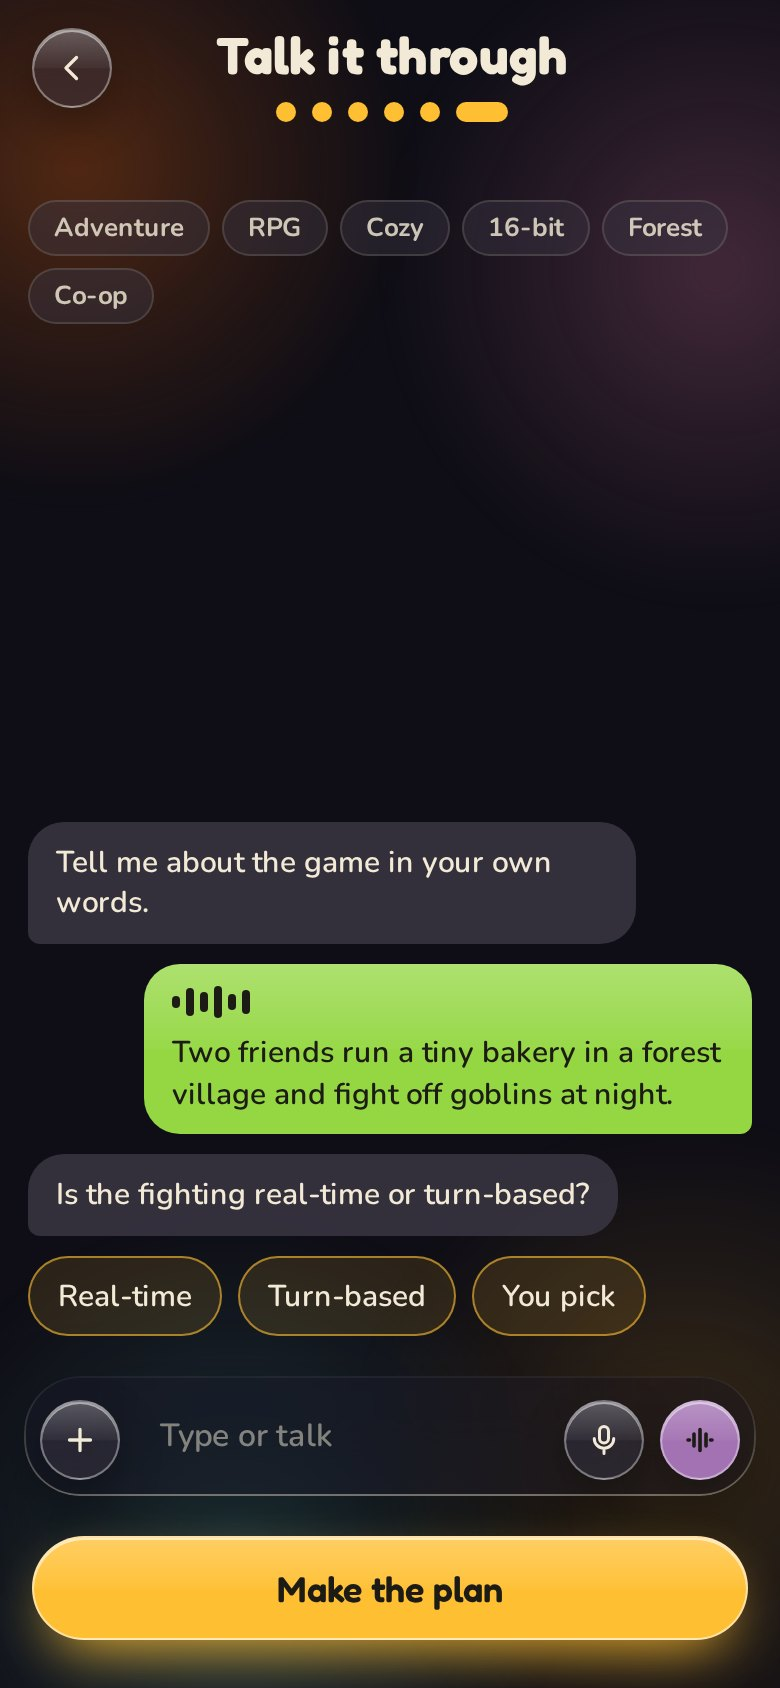 Talk it through
Adventure
RPG
Cozy
16-bit
Forest
Co-op
Tell me about the game in your own
words.
Two friends run a tiny bakery in a forest
village and fight off goblins at night.
Is the fighting real-time or turn-based?
Real-time
Turn-based
You pick
Type or talk
Make the plan